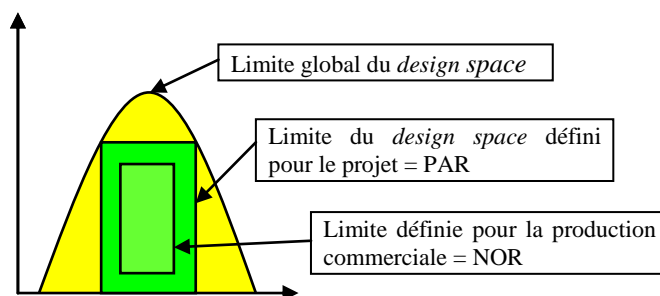 Limite global du design space
Limite du design space défini
pour le projet = PAR
Limite définie pour la production
commerciale = NOR